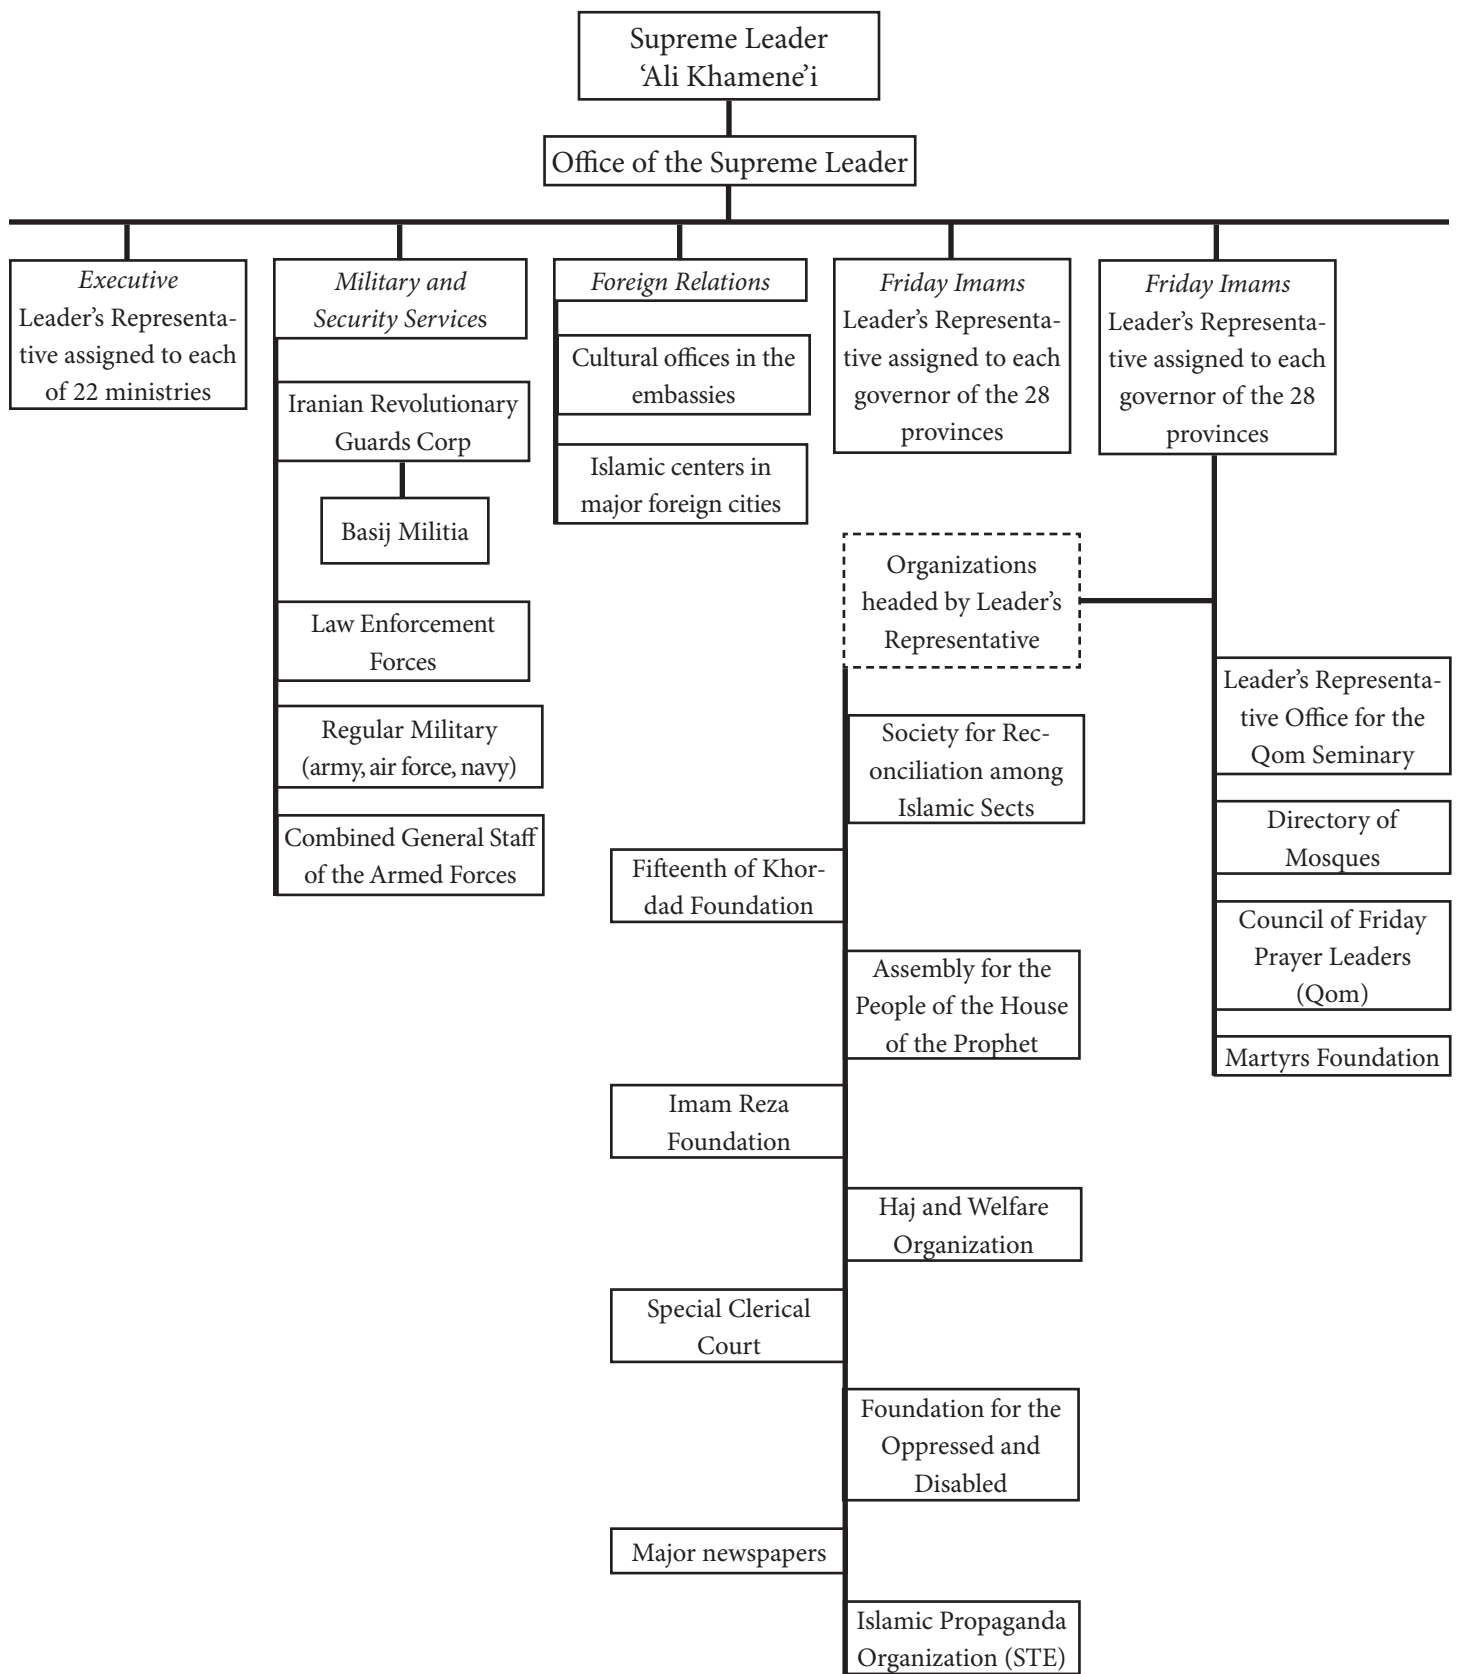 Supreme Leader
‘Ali Khamene’i
Office of the Supreme Leader
Executive
Leader’s Representa-
tive assigned to each
of 22 ministries
Military and
Security Services
Iranian Revolutionary
Guards Corp
Basij Militia
Law Enforcement
Forces
Regular Military
(army, air force, navy)
Combined General Staff
of the Armed Forces
Foreign Relations
Cultural offices in the
embassies
Islamic centers in
major foreign cities
Friday Imams
Leader’s Representa-
tive assigned to each
governor of the 28
provinces
Friday Imams
Leader’s Representa-
tive assigned to each
governor of the 28
provinces
Organizations
headed by Leader’s
Representative
Society for Rec-
onciliation among
Islamic Sects
Fifteenth of Khor-
dad Foundation
Assembly for the
People of the House
of the Prophet
Imam Reza
Foundation
Haj and Welfare
Organization
Special Clerical
Court
Foundation for the
Oppressed and
Disabled
Major newspapers
Islamic Propaganda
Organization (STE)
Leader’s Representa-
tive Office for the
Qom Seminary
Directory of
Mosques
Council of Friday
Prayer Leaders
(Qom)
Martyrs Foundation